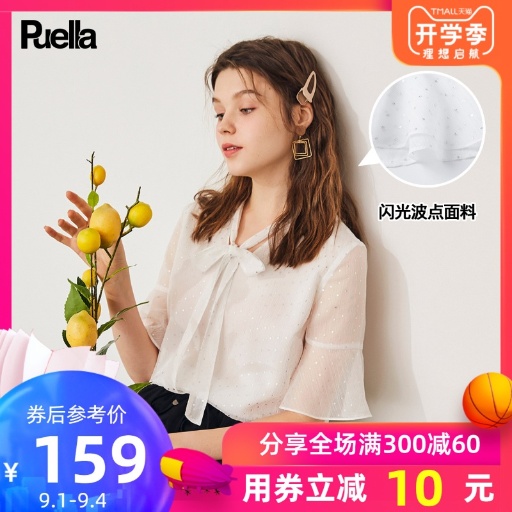 Puella
TMALL天猫
开学季
理想启航
闪光波点面料
券后参考价
¥159
9.1-9.4
分享全场满300减60
用券立减 10 元